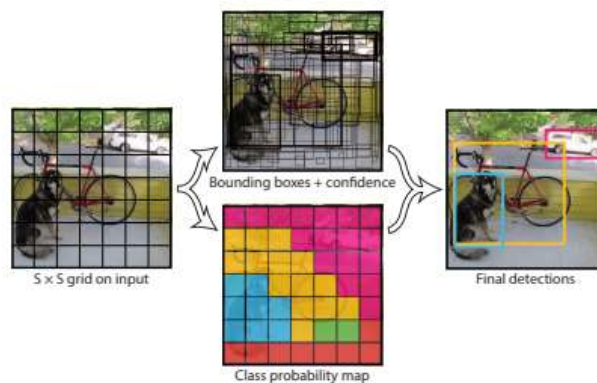 Bounding boxes + confidence
S × S grid on input
Final detections
Class probability map